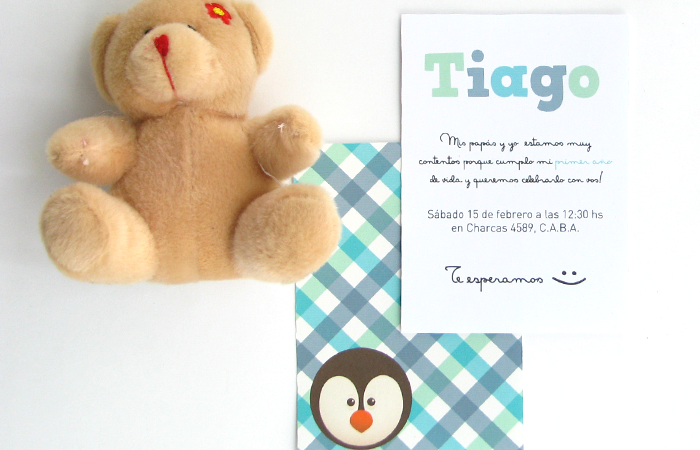 Tiago
Mis papás y yo estamos muy
contentos porque cumplo mi primer año
de vida y queremos celebrarlo con vos!
Sábado 15 de febrero a las 12:30 hs
en Charcas 4589, C.A.B.A.
Te esperamos